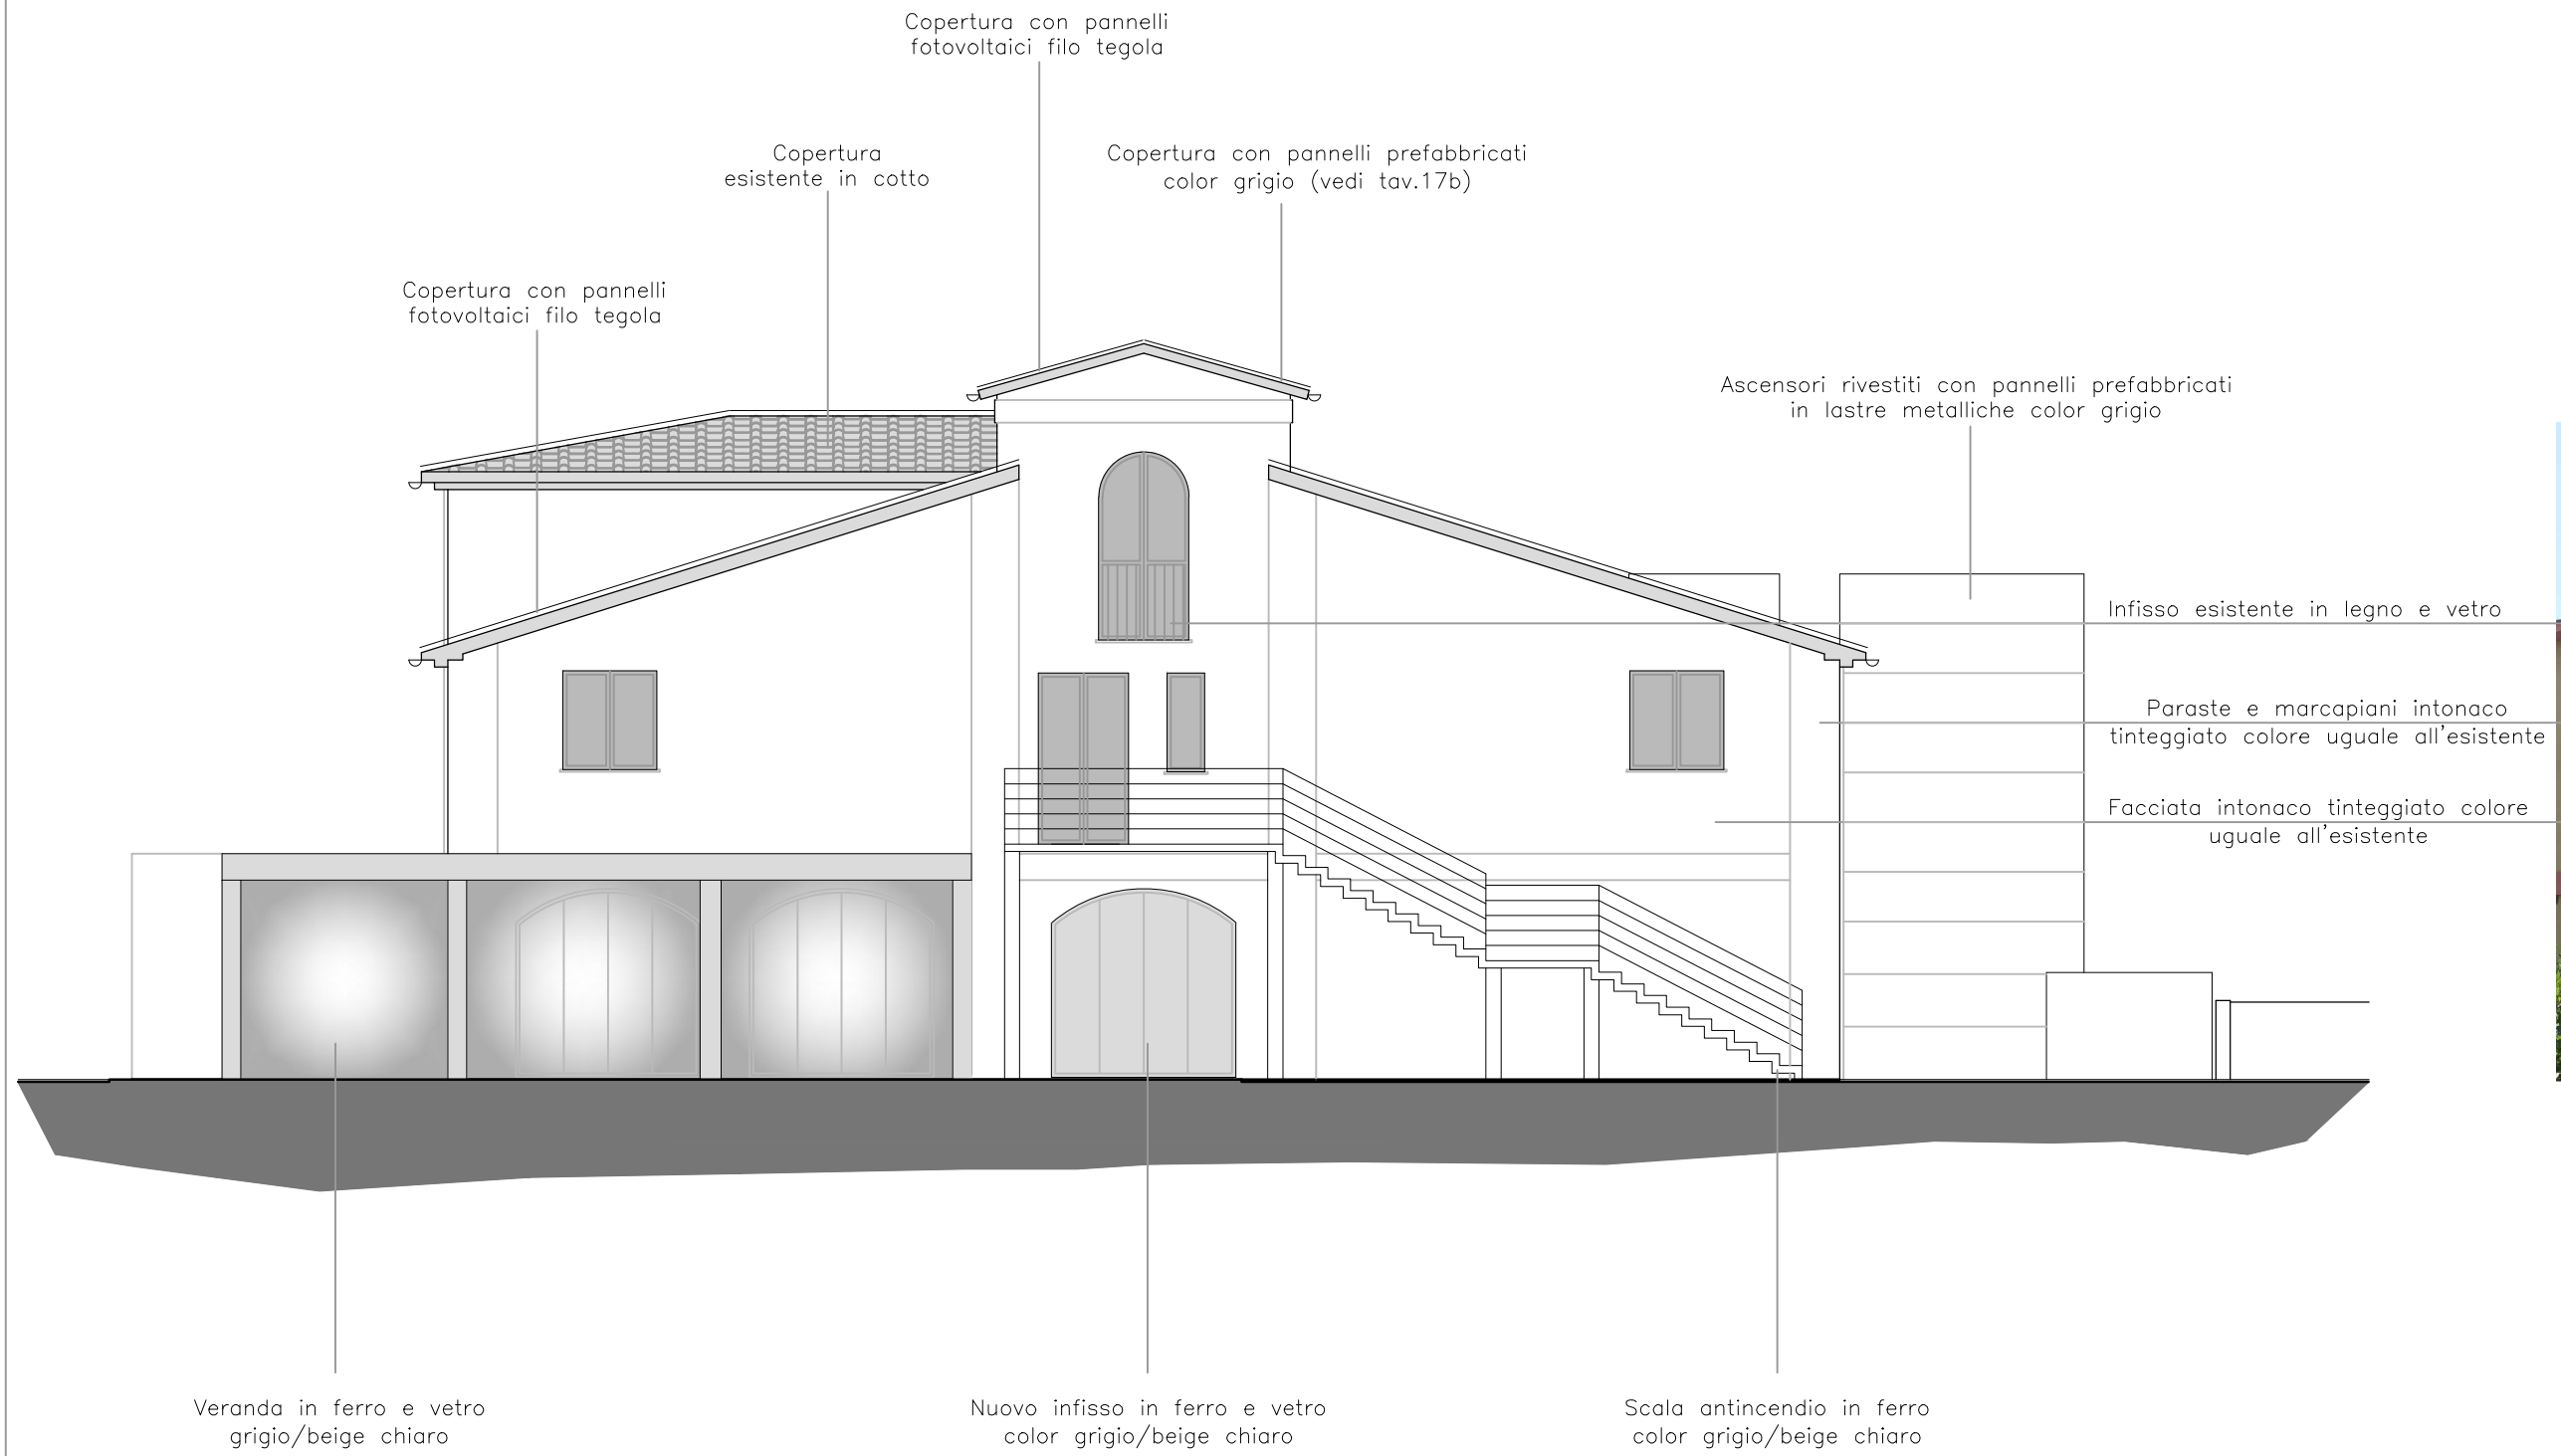 Copertura con pannelli
fotovoltaici filo tegola
Copertura
esistente in cotto
Copertura con pannelli prefabbricati
color grigio (vedi tav.17b)
Copertura con pannelli
fotovoltaici filo tegola
Ascensori rivestiti con pannelli prefabbricati
in lastre metalliche color grigio
Infisso esistente in legno e vetro
Paraste e marcapiani intonaco
tinteggiato colore uguale all'esistente
Facciata intonaco tinteggiato colore
uguale all'esistente
Veranda in ferro e vetro
grigio/beige chiaro
Nuovo infisso in ferro e vetro
color grigio/beige chiaro
Scala antincendio in ferro
color grigio/beige chiaro